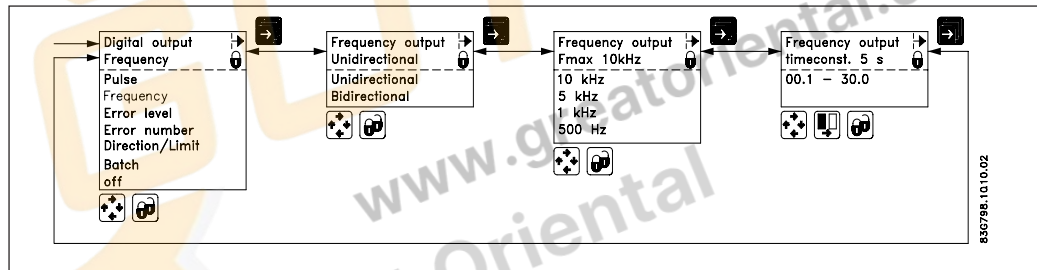 Digital output
Frequency
Pulse
Frequency
Error level
Error number
Direction/Limit
Batch
off
Frequency output
Unidirectional
Unidirectional
Bidirectional
Frequency output
Fmax 10kHz
10 kHz
5 kHz
1 kHz
500 Hz
Frequency output
timeconst. 5 s
00.1 – 30.0
83G798.10.10.02
www.greatoriental.
Oriental